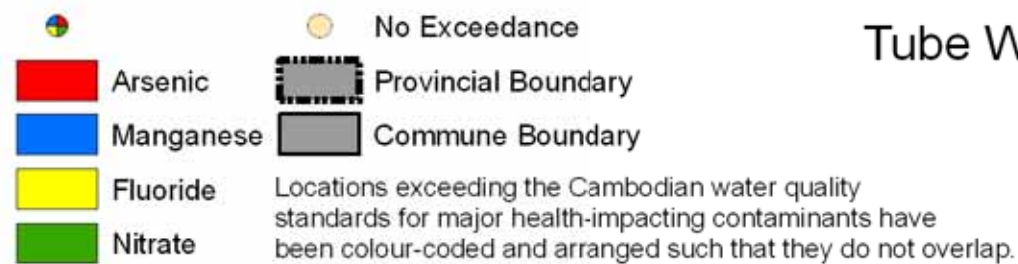 No Exceedance
Tube
Arsenic
Provincial Boundary
Manganese
Commune Boundary
Fluoride
Nitrate
Locations exceeding the Cambodian water quality
standards for major health-impacting contaminants have
been colour-coded and arranged such that they do not overlap.